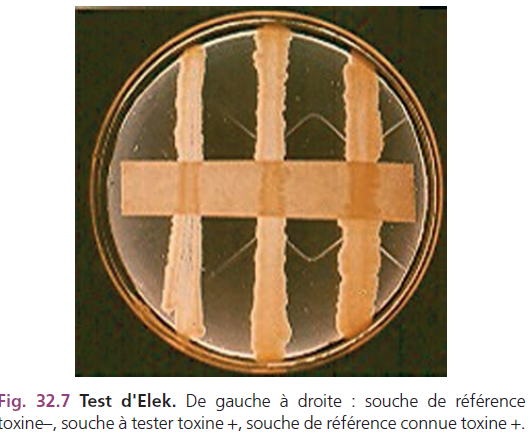 Fig. 32.7 Test d'Elek. De gauche à droite : souche de référence
toxine–, souche à tester toxine +, souche de référence connue toxine +.